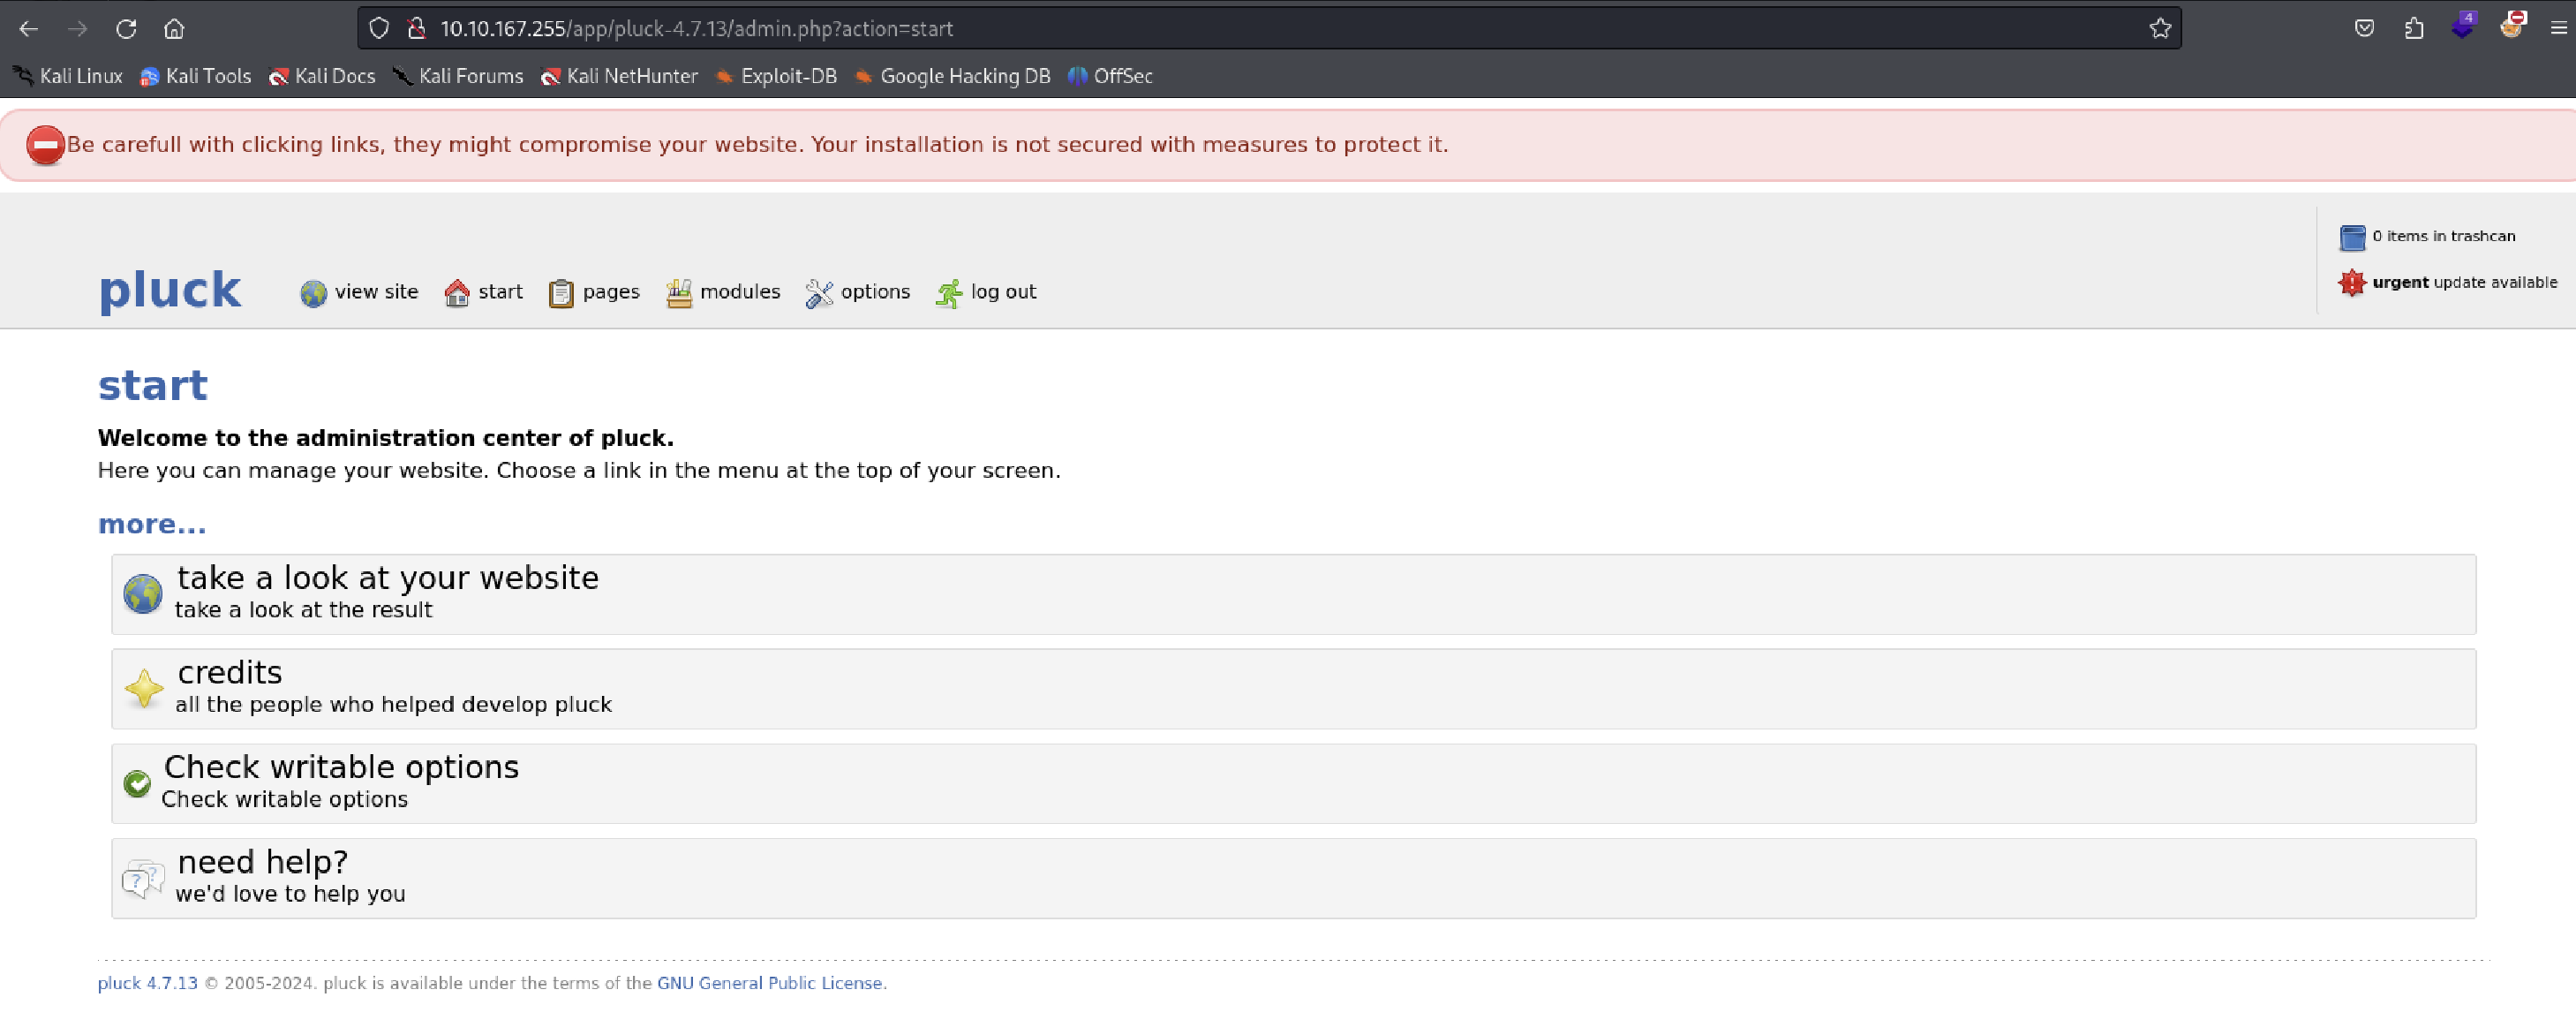 10.10.167.255/app/pluck-4.7.13/admin.php?action=start
4
Kali Linux Kali Tools Kali Docs Kali Forums Kali NetHunter Exploit-DB Google Hacking DB OffSec
Be carefull with clicking links, they might compromise your website. Your installation is not secured with measures to protect it.
0 items in trashcan
urgent update available
pluck view site start pages modules options log out
start
Welcome to the administration center of pluck.
Here you can manage your website. Choose a link in the menu at the top of your screen.
more...
take a look at your website
take a look at the result
credits
all the people who helped develop pluck
Check writable options
Check writable options
need help?
we'd love to help you
pluck 4.7.13 © 2005-2024. pluck is available under the terms of the GNU General Public License.